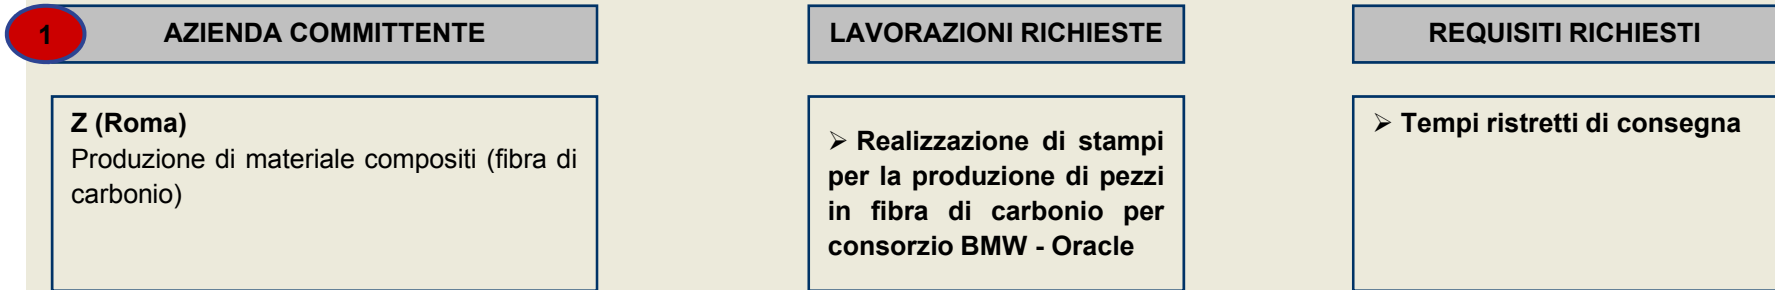 1
AZIENDA COMMITTENTE
LAVORAZIONI RICHIESTE
REQUISITI RICHIESTI
Z (Roma)
Produzione di materiale compositi (fibra di
carbonio)
➢ Realizzazione di stampi
per la produzione di pezzi
in fibra di carbonio per
consorzio BMW - Oracle
➢ Tempi ristretti di consegna